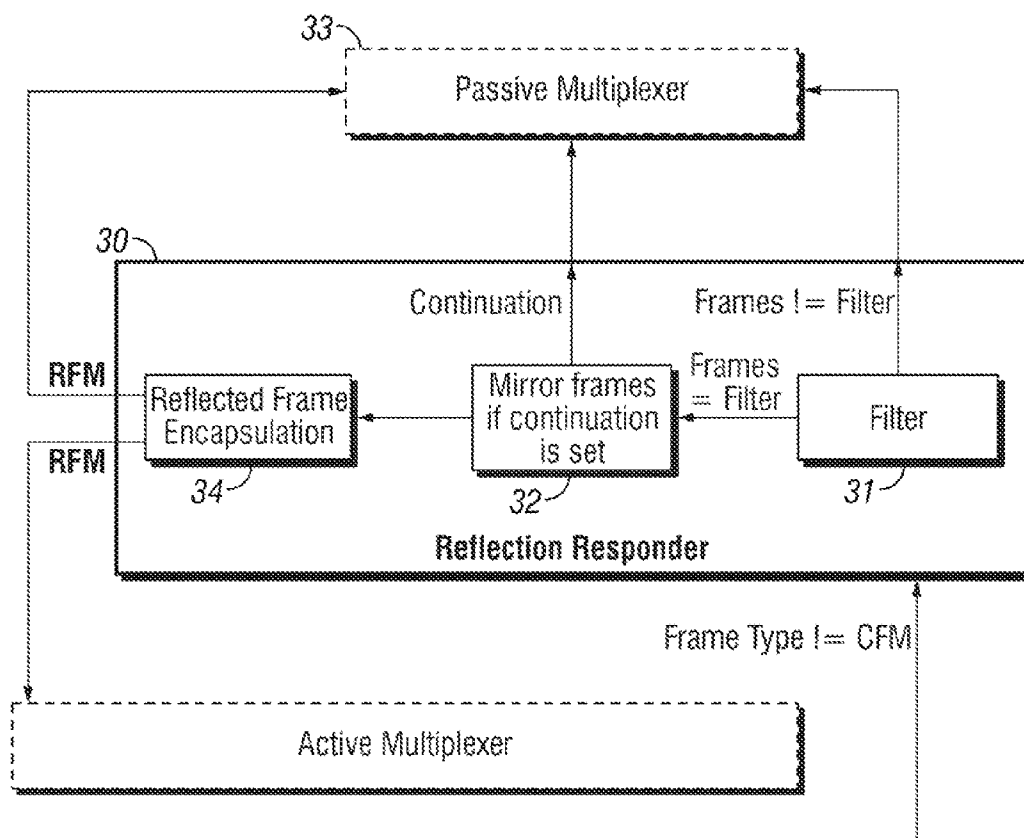 33
Passive Multiplexer
30
Continuation
Frames != Filter
RFM
Reflected Frame
Encapsulation
RFM
34
Mirror frames
if continuation
is set
32
Frames
= Filter
Filter
31
Reflection Responder
Frame Type != CFM
Active Multiplexer